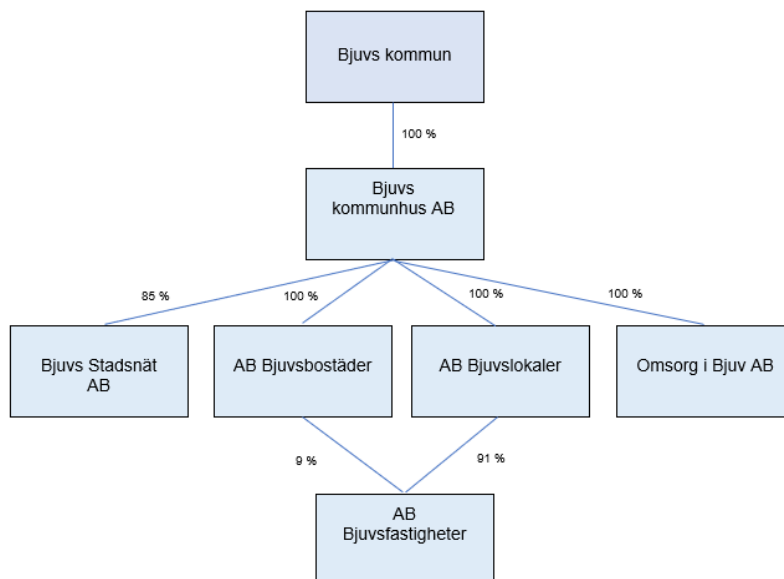 Bjuvs kommun
100 %
Bjuvs
kommunhus AB
85 %
100 %
100 %
100 %
Bjuvs Stadsnät
AB
AB Bjuvsbostäder
AB Bjuvslokaler
Omsorg i Bjuv AB
9 %
91 %
AB
Bjuvsfastigheter